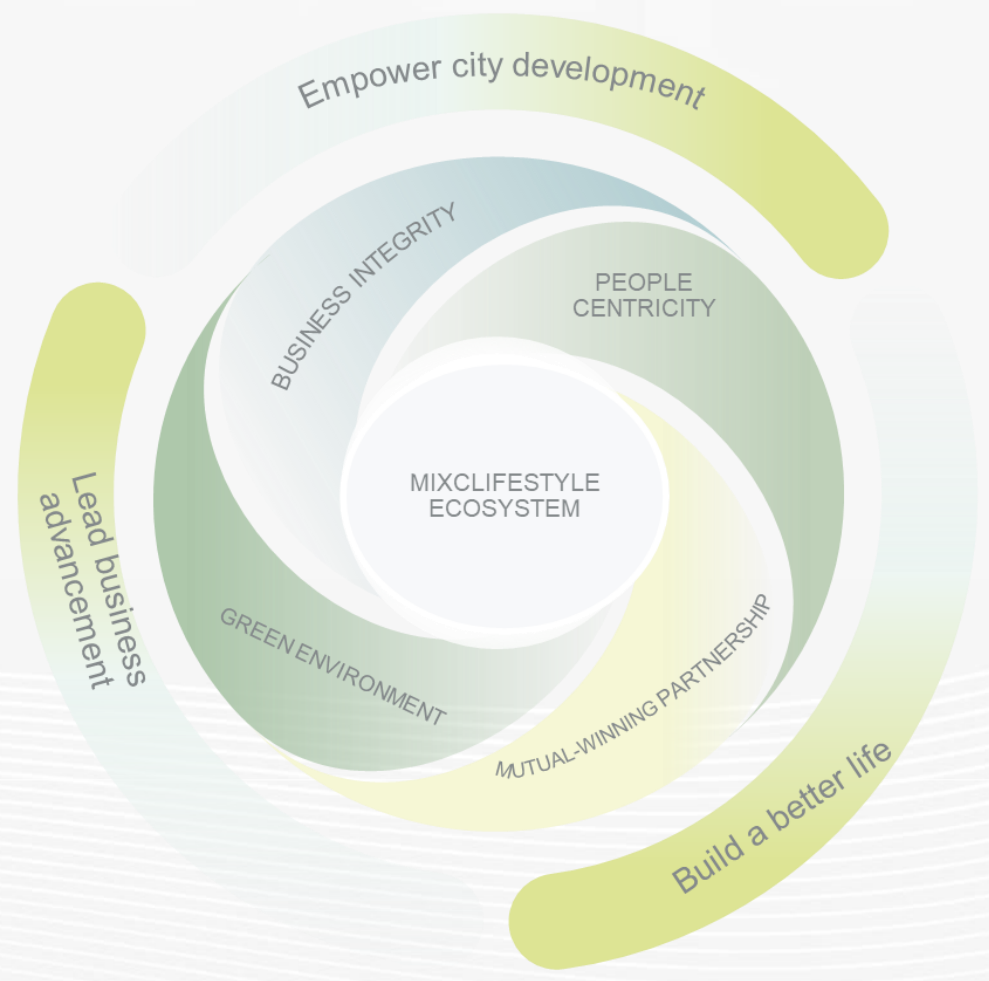 Empower city development
BUSINESS INTEGRITY
PEOPLE
CENTRICITY
MIXCLIFESTYLE
ECOSYSTEM
Lead business
advancement
GREEN ENVIRONMENT
MUTUAL-WINNING PARTNERSHIP
Build a better life